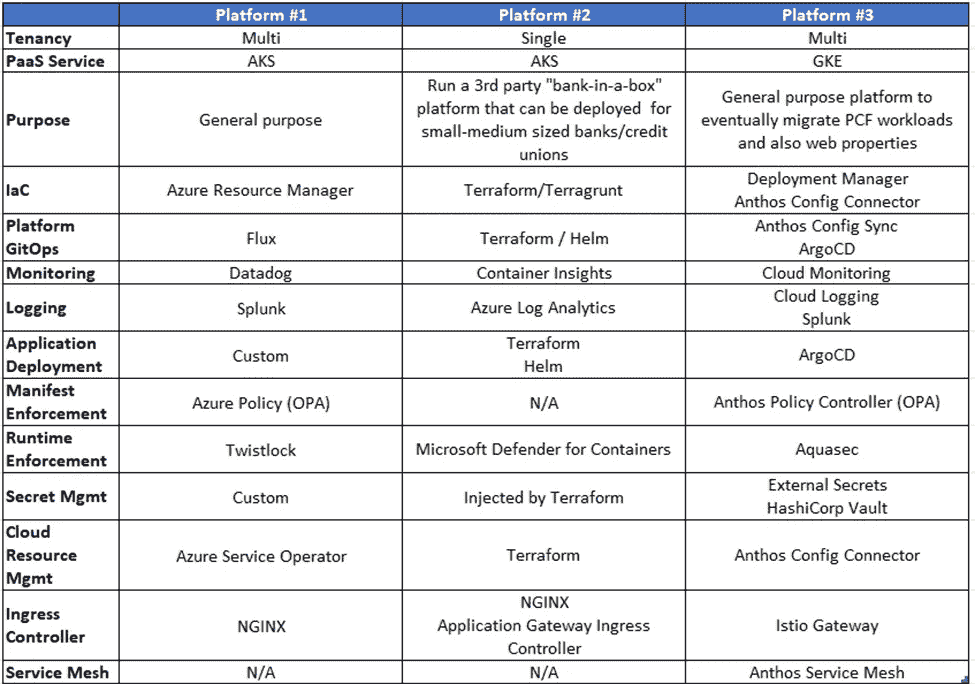 Platform #1 Platform #2 Platform #3
Tenancy Multi Single Multi
PaaS Service AKS AKS GKE
Purpose General purpose Run a 3rd party "bank-in-a-box"
platform that can be deployed for
small-medium sized banks/credit
unions General purpose platform to
eventually migrate PCF workloads
and also web properties
IaC Azure Resource Manager Terraform/Terragrunt Deployment Manager
Anthos Config Connector
Platform
GitOps Flux Terraform / Helm Anthos Config Sync
ArgoCD
Monitoring Datadog Container Insights Cloud Monitoring
Logging Splunk Azure Log Analytics Cloud Logging
Splunk
Application
Deployment Custom Terraform
Helm ArgoCD
Manifest
Enforcement Azure Policy (OPA) N/A Anthos Policy Controller (OPA)
Runtime
Enforcement Twistlock Microsoft Defender for Containers Aquasec
Secret Mgmt Custom Injected by Terraform External Secrets
HashiCorp Vault
Cloud
Resource
Mgmt Azure Service Operator Terraform Anthos Config Connector
Ingress
Controller NGINX NGINX
Application Gateway Ingress
Controller Istio Gateway
Service Mesh N/A N/A Anthos Service Mesh